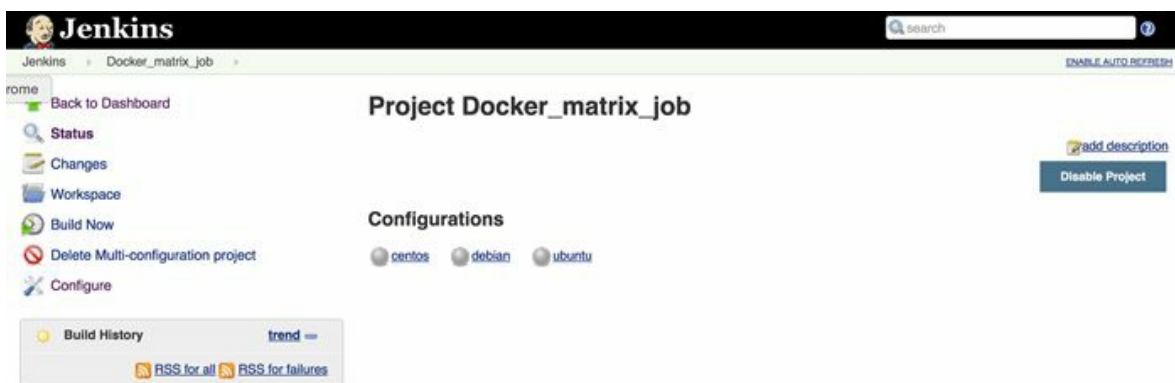 Jenkins
search
Jenkins
Docker_matrix_job
ENABLE AUTO REFRESH
rome
Back to Dashboard
Status
Changes
Workspace
Build Now
Delete Multi-configuration project
Configure
Build History
trend
RSS for all RSS for failures
Project Docker_matrix_job
add description
Disable Project
Configurations
centos debian ubuntu